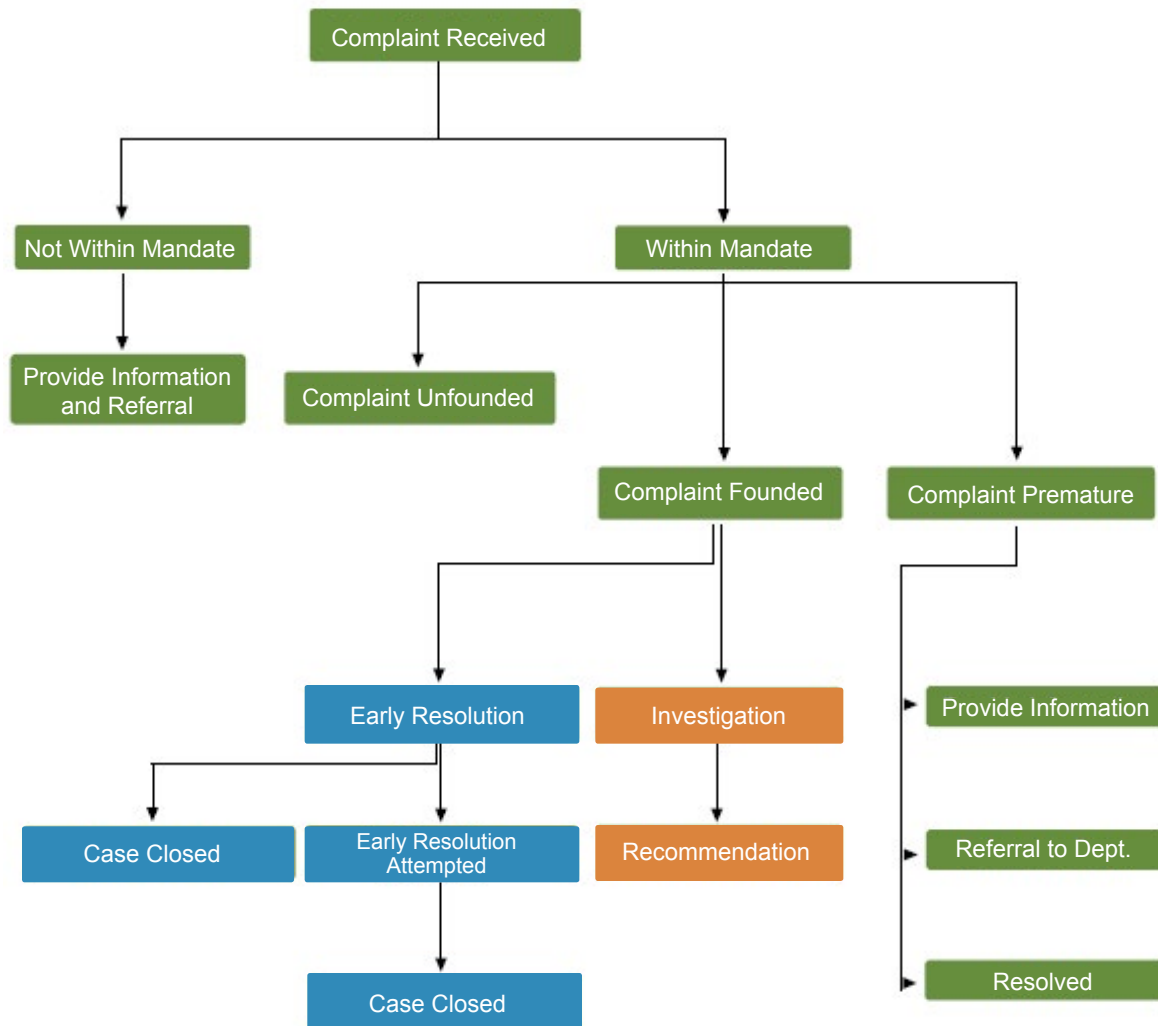 Complaint Received
Not Within Mandate
Within Mandate
Provide Information
and Referral
Complaint Unfounded
Complaint Founded
Complaint Premature
Early Resolution
Investigation
Provide Information
Case Closed
Early Resolution
Attempted
Recommendation
Referral to Dept.
Case Closed
Resolved